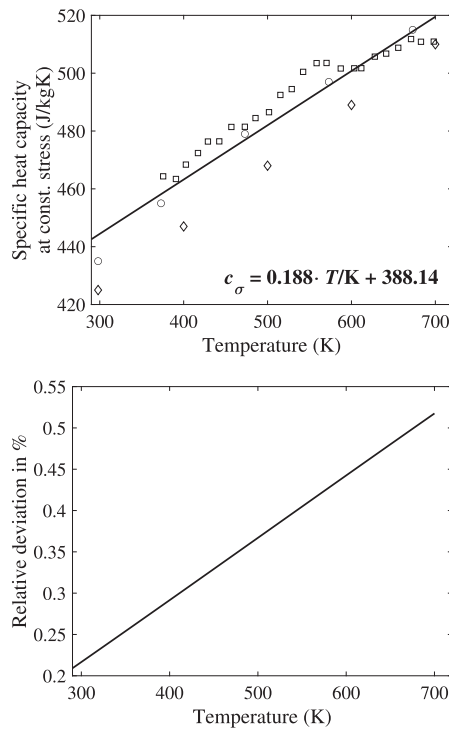 520
500
480
460
440
420
Specific heat capacity
at const. stress (J/kgK)
c_σ = 0.188· T/K + 388.14
300 400 500 600 700
Temperature (K)
0.55
0.5
0.45
0.4
0.35
0.3
0.25
0.2
Relative deviation in %
300 400 500 600 700
Temperature (K)